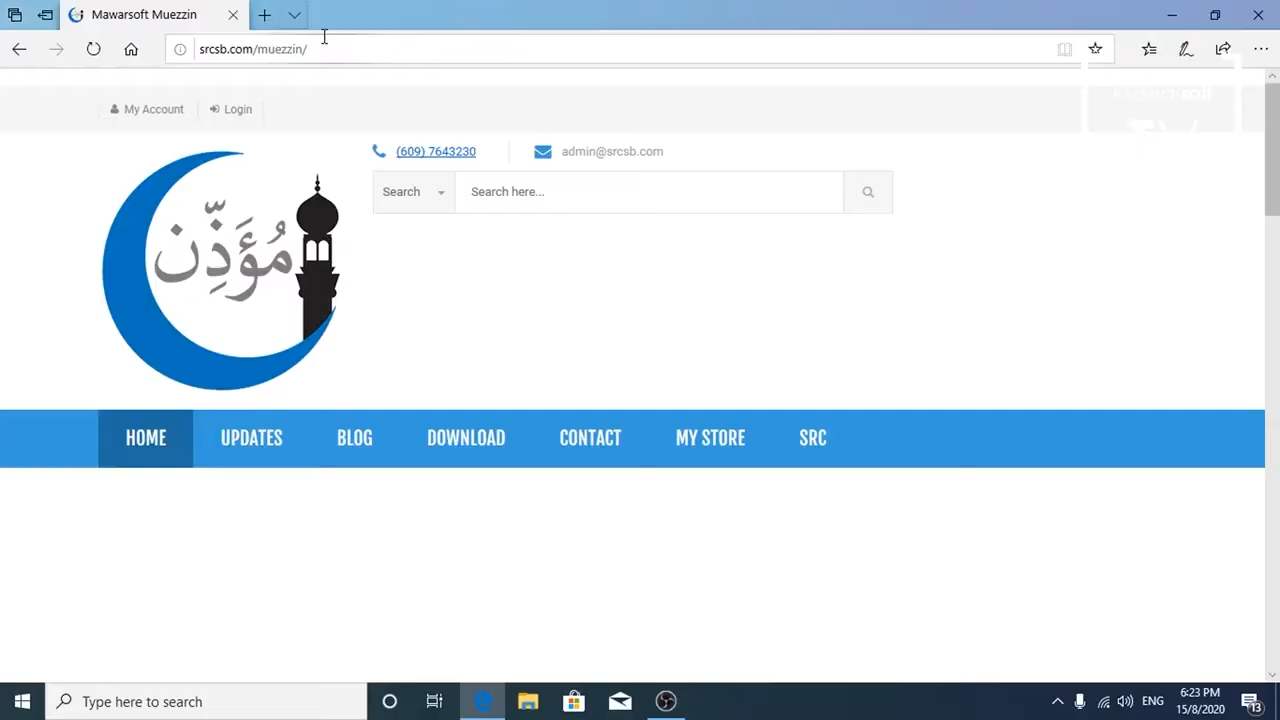 Mawarsoft Muezzin
srcsb.com/muezzin/
My Account
Login
(609) 7643230
admin@srcsb.com
Search
Search here...
مُؤَذِّن
HOME
UPDATES
BLOG
DOWNLOAD
CONTACT
MY STORE
SRC
Type here to search
ENG
6:23 PM
15/8/2020
13